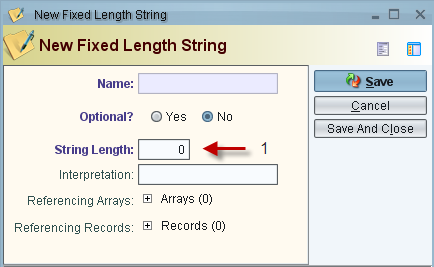 New Fixed Length String
New Fixed Length String
Name:
Optional? Yes No
String Length: 0 1
Interpretation:
Referencing Arrays: Arrays (0)
Referencing Records: Records (0)
Save
Cancel
Save And Close